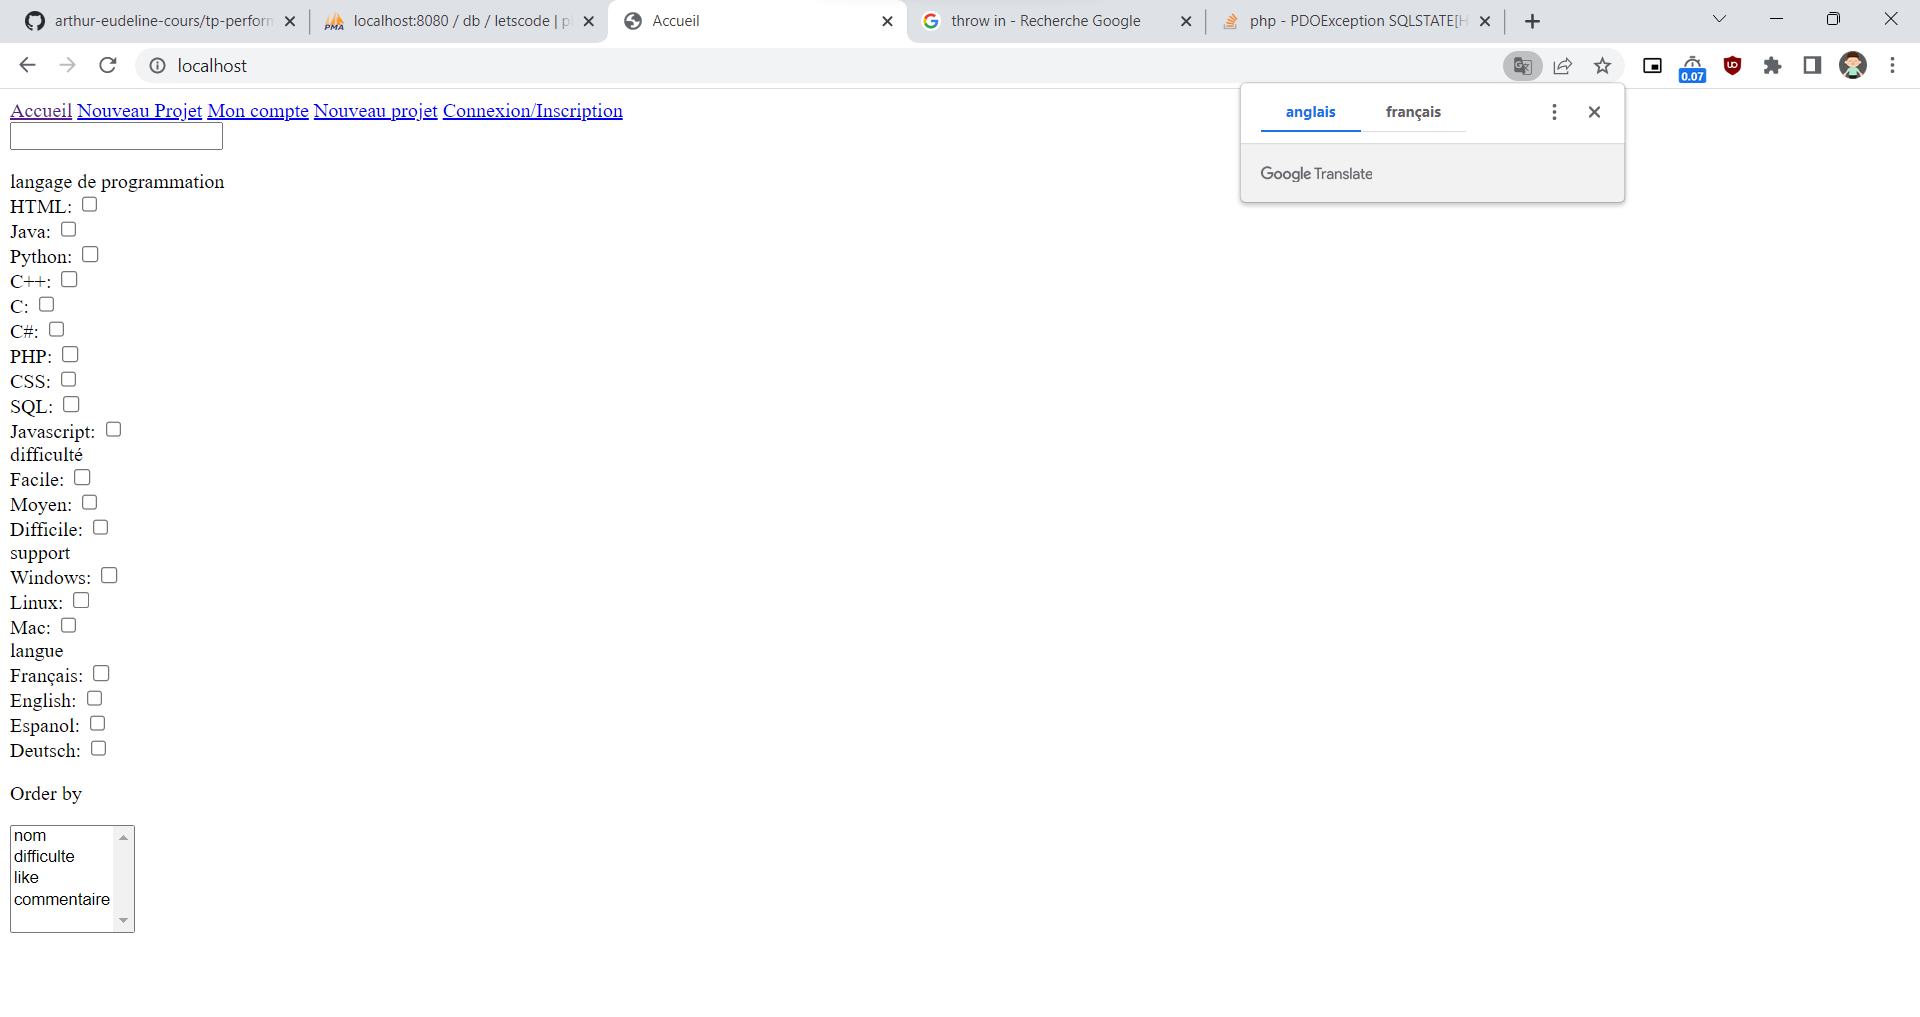 arthur-eudeline-cours/tp-perform
localhost:8080 / db / letscode | p
Accueil
throw in - Recherche Google
php - PDOException SQLSTATE[H
localhost
0.07
anglais français
Google Translate
Accueil Nouveau Projet Mon compte Nouveau projet Connexion/Inscription
langage de programmation
HTML:
Java:
Python:
C++:
C:
C#:
PHP:
CSS:
SQL:
Javascript:
difficulté
Facile:
Moyen:
Difficile:
support
Windows:
Linux:
Mac:
langue
Français:
English:
Espanol:
Deutsch:
Order by
nom
difficulte
like
commentaire